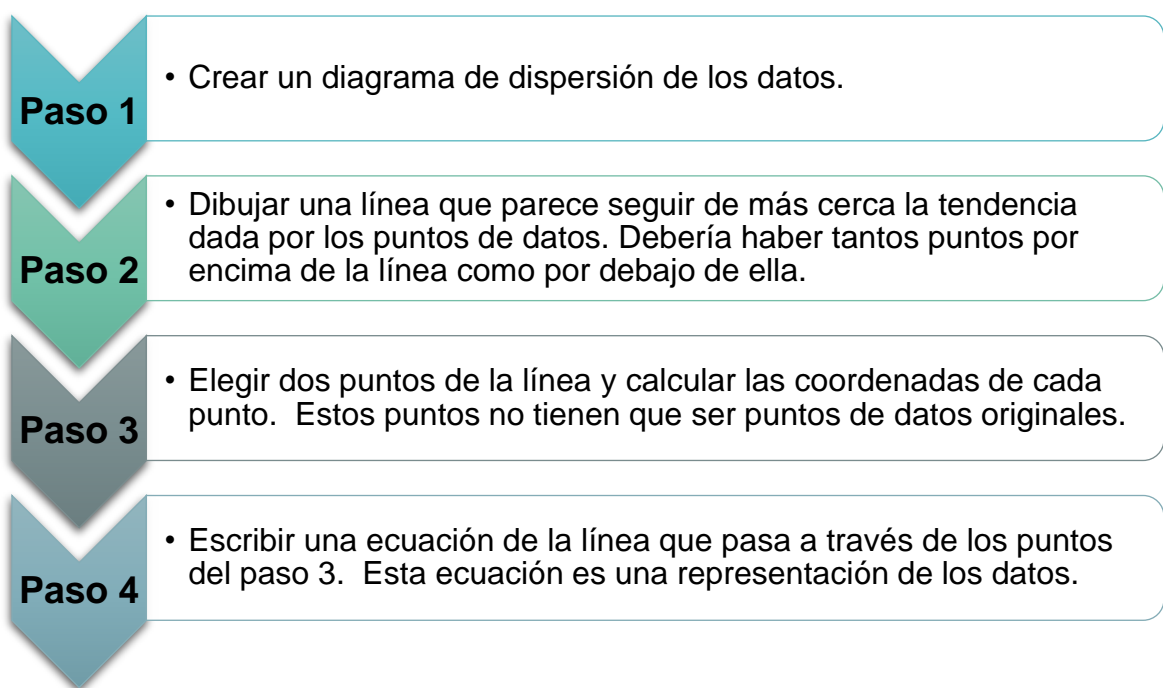 Paso 1
• Crear un diagrama de dispersión de los datos.
Paso 2
• Dibujar una línea que parece seguir de más cerca la tendencia
dada por los puntos de datos. Debería haber tantos puntos por
encima de la línea como por debajo de ella.
Paso 3
• Elegir dos puntos de la línea y calcular las coordenadas de cada
punto.  Estos puntos no tienen que ser puntos de datos originales.
Paso 4
• Escribir una ecuación de la línea que pasa a través de los puntos
del paso 3.  Esta ecuación es una representación de los datos.